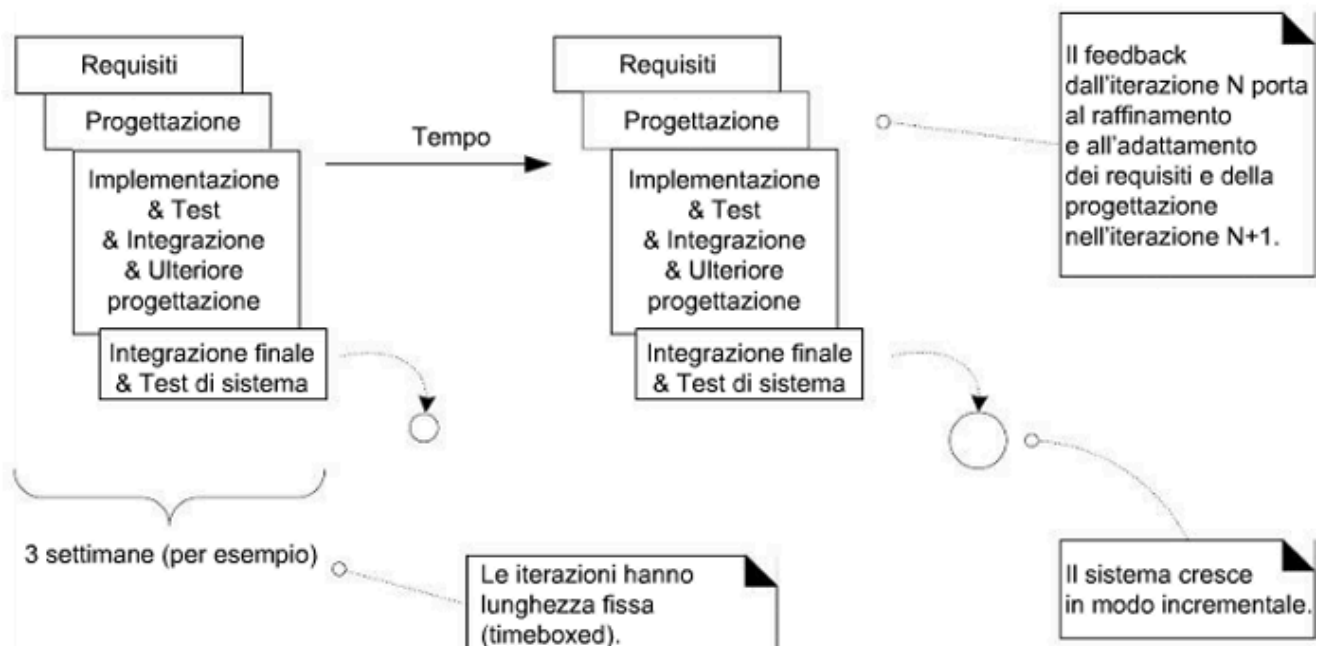 Requisiti
Progettazione
Implementazione
& Test
& Integrazione
& Ulteriore
progettazione
Integrazione finale
& Test di sistema
Tempo
Requisiti
Progettazione
Implementazione
& Test
& Integrazione
& Ulteriore
progettazione
Integrazione finale
& Test di sistema
Il feedback
dall'iterazione N porta
al raffinamento
e all'adattamento
dei requisiti e della
progettazione
nell'iterazione N+1.
3 settimane (per esempio)
Le iterazioni hanno
lunghezza fissa
(timeboxed).
Il sistema cresce
in modo incrementale.